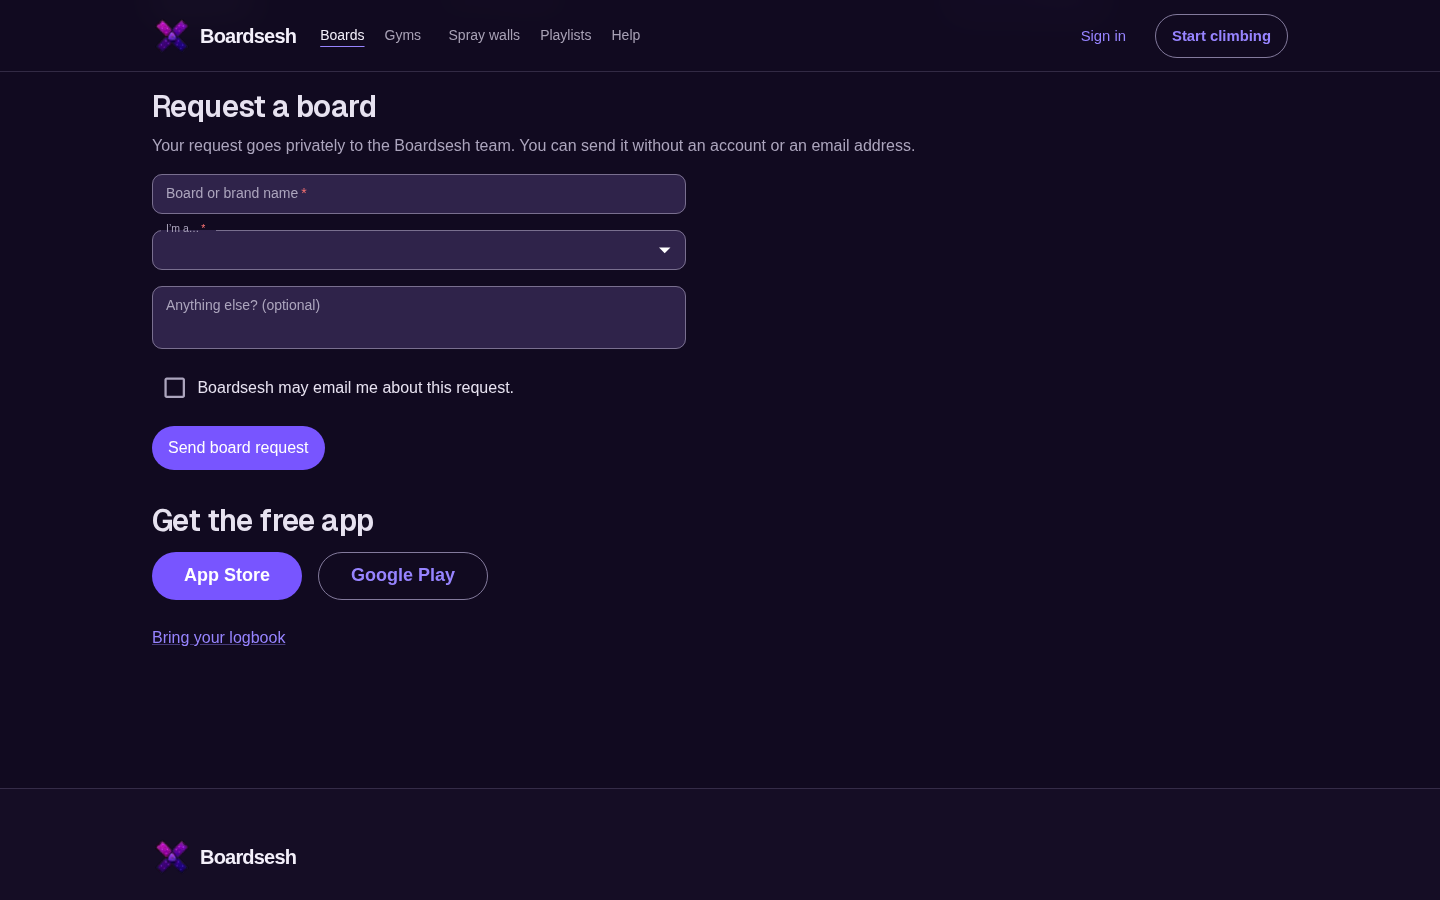 Boardsesh
Boards
Gyms
Spray walls
Playlists
Help
Sign in
Start climbing
Request a board
Your request goes privately to the Boardsesh team. You can send it without an account or an email address.
Board or brand name *
I'm a… *
Anything else? (optional)
Boardsesh may email me about this request.
Send board request
Get the free app
App Store
Google Play
Bring your logbook
Boardsesh